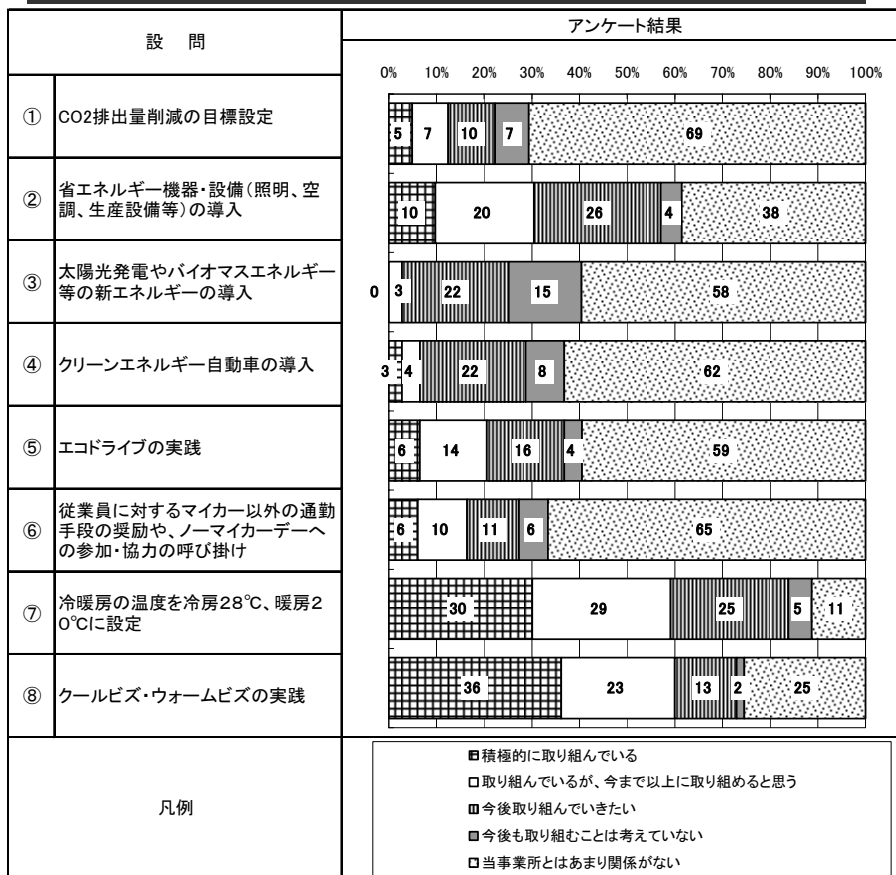 設 問
アンケート結果
0% 10% 20% 30% 40% 50% 60% 70% 80% 90% 100%
① CO2排出量削減の目標設定
5 7 10 7 69
② 省エネルギー機器・設備(照明、空
調、生産設備等)の導入
10 20 26 4 38
③ 太陽光発電やバイオマスエネルギー
等の新エネルギーの導入
0 3 22 15 58
④ クリーンエネルギー自動車の導入
3 4 22 8 62
⑤ エコドライブの実践
6 14 16 4 59
⑥ 従業員に対するマイカー以外の通勤
手段の奨励や、ノーマイカーデーへ
の参加・協力の呼び掛け
6 10 11 6 65
⑦ 冷暖房の温度を冷房28℃、暖房2
0℃に設定
30 29 25 5 11
⑧ クールビズ・ウォームビズの実践
36 23 13 2 25
凡例
積極的に取り組んでいる
取り組んでいるが、今まで以上に取り組めると思う
今後取り組んでいきたい
今後も取り組むことは考えていない
当事業所とはあまり関係がない